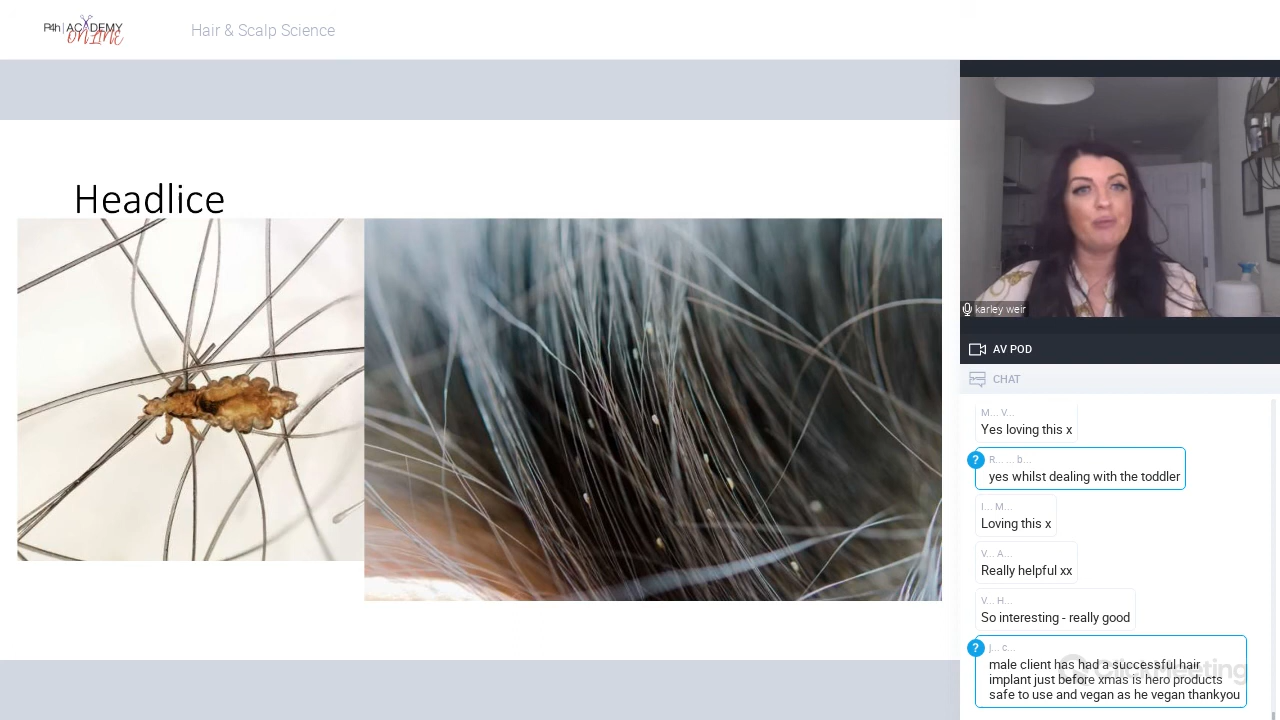 P4h | ACADEMY
ONLINE
Hair & Scalp Science
Headlice
karley weir
AV POD
CHAT
M... V...
Yes loving this x
?
R... ...b...
yes whilst dealing with the toddler
I... M...
Loving this x
V... A...
Really helpful xx
V... H...
So interesting - really good
?
j... c...
male client has had a successful hair
implant just before xmas is hero products
safe to use and vegan as he vegan thankyou
ClickMeeting